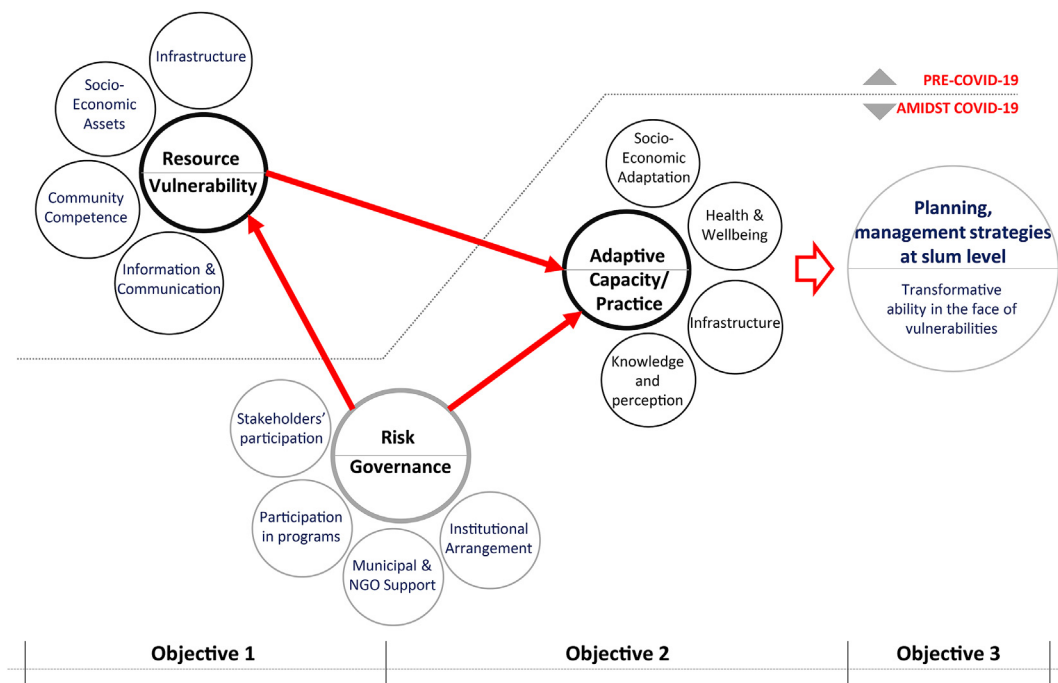 Infrastructure
Socio-
Economic
Assets
Resource
Vulnerability
Community
Competence
Information &
Communication
PRE-COVID-19
AMIDST COVID-19
Socio-
Economic
Adaptation
Health &
Wellbeing
Adaptive
Capacity/
Practice
Infrastructure
Knowledge
and
perception
Planning,
management strategies
at slum level
Transformative
ability in the face of
vulnerabilities
Stakeholders’
participation
Risk
Governance
Participation
in programs
Municipal &
NGO Support
Institutional
Arrangement
Objective 1
Objective 2
Objective 3